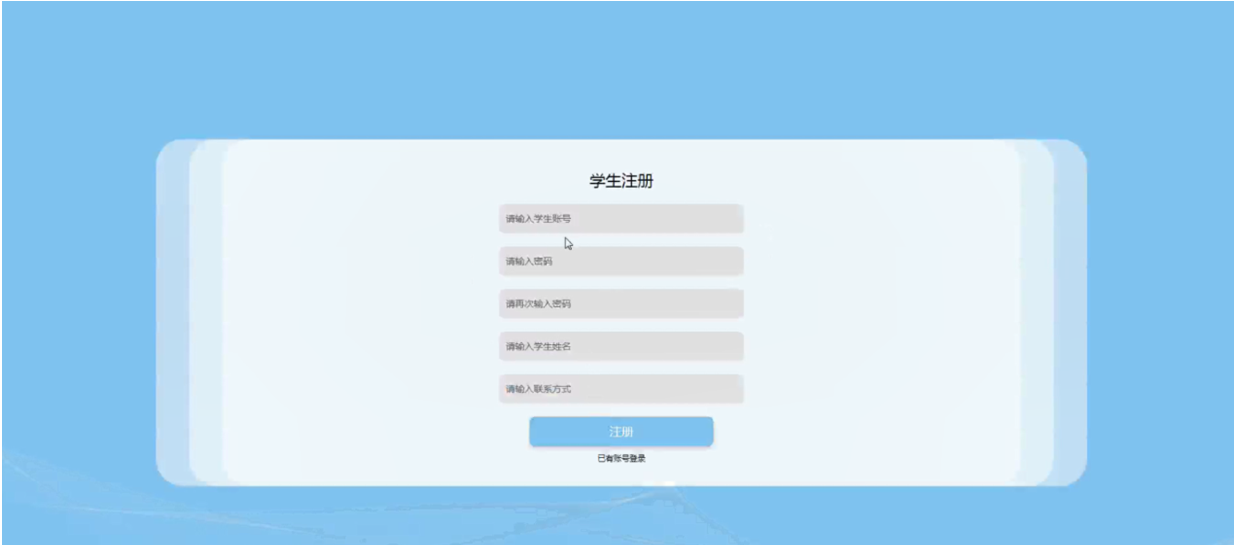 学生注册
请输入学生账号
请输入密码
请再次输入密码
请输入学生姓名
请输入联系方式
注册
已有账号登录